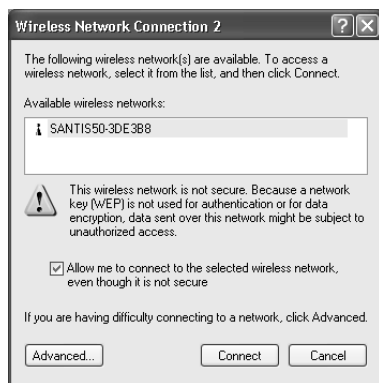 Wireless Network Connection 2
The following wireless network(s) are available. To access a
wireless network, select it from the list, and then click Connect.
Available wireless networks:
SANTIS50-3DE3B8
This wireless network is not secure. Because a network
key (WEP) is not used for authentication or for data
encryption, data sent over this network might be subject to
unauthorized access.
Allow me to connect to the selected wireless network,
even though it is not secure
If you are having difficulty connecting to a network, click Advanced.
Advanced... Connect Cancel